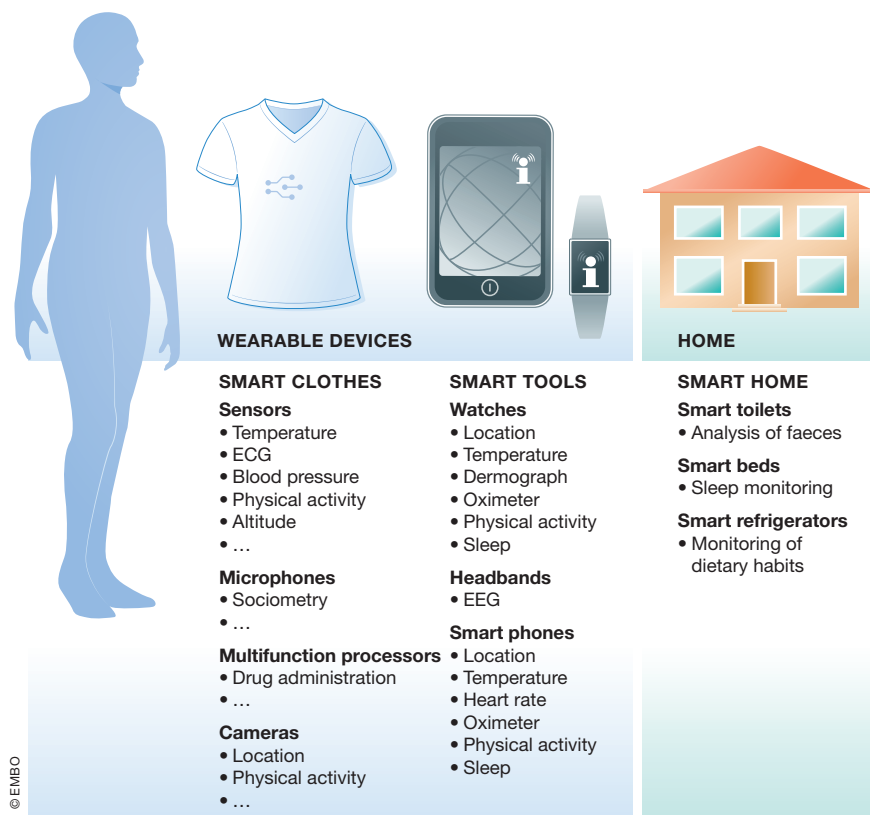 WEARABLE DEVICES
SMART CLOTHES
Sensors
• Temperature
• ECG
• Blood pressure
• Physical activity
• Altitude
• …
Microphones
• Sociometry
• …
Multifunction processors
• Drug administration
• …
Cameras
• Location
• Physical activity
• …
SMART TOOLS
Watches
• Location
• Temperature
• Dermograph
• Oximeter
• Physical activity
• Sleep
Headbands
• EEG
Smart phones
• Location
• Temperature
• Heart rate
• Oximeter
• Physical activity
• Sleep
HOME
SMART HOME
Smart toilets
• Analysis of faeces
Smart beds
• Sleep monitoring
Smart refrigerators
• Monitoring of
dietary habits
© EMBO